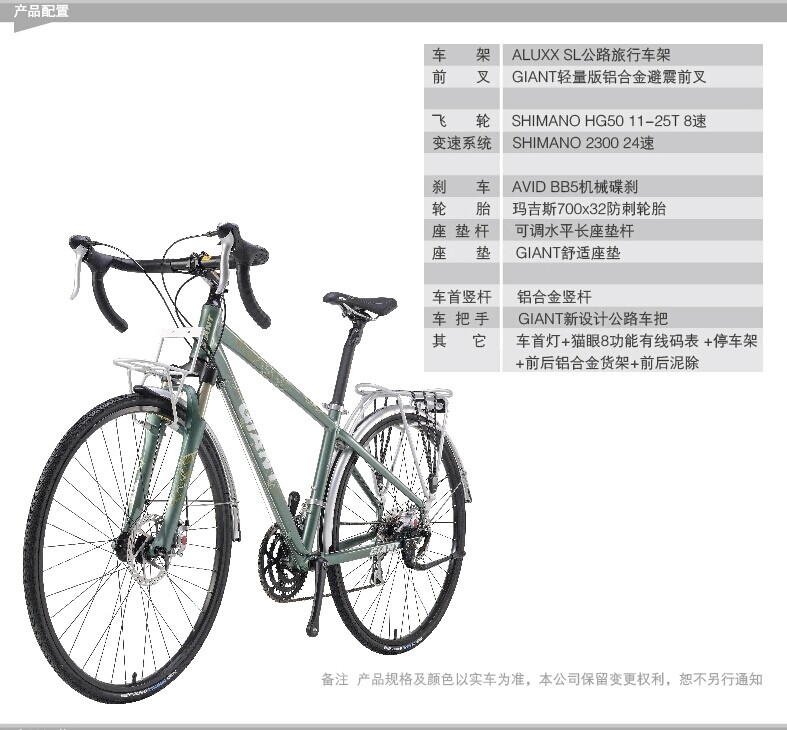 产品配置
车 架 ALUXX SL公路旅行车架
前 叉 GIANT轻量版铝合金避震前叉
飞 轮 SHIMANO HG50 11-25T 8速
变速系统 SHIMANO 2300 24速
刹 车 AVID BB5机械碟刹
轮 胎 玛吉斯700x32防刺轮胎
座 垫 杆 可调水平长座垫杆
座 垫 GIANT舒适座垫
车首竖杆 铝合金竖杆
车 把 手 GIANT新设计公路车把
其 它 车首灯+猫眼8功能有线码表 +停车架
+前后铝合金货架+前后泥除
GIANT
备注 产品规格及颜色以实车为准，本公司保留变更权利，恕不另行通知